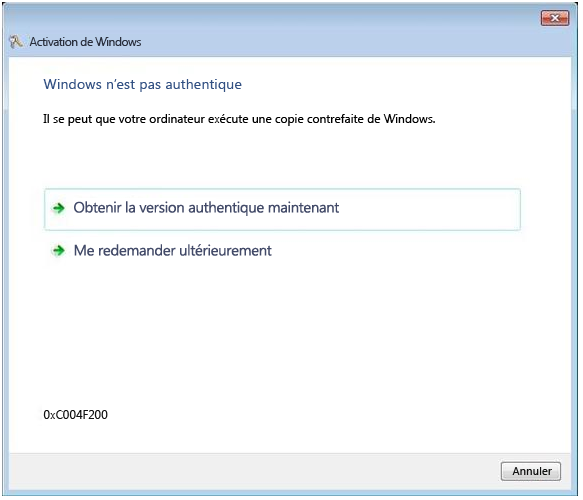 Activation de Windows
Windows n'est pas authentique
Il se peut que votre ordinateur exécute une copie contrefaite de Windows.
Obtenir la version authentique maintenant
Me redemander ultérieurement
0xC004F200
Annuler